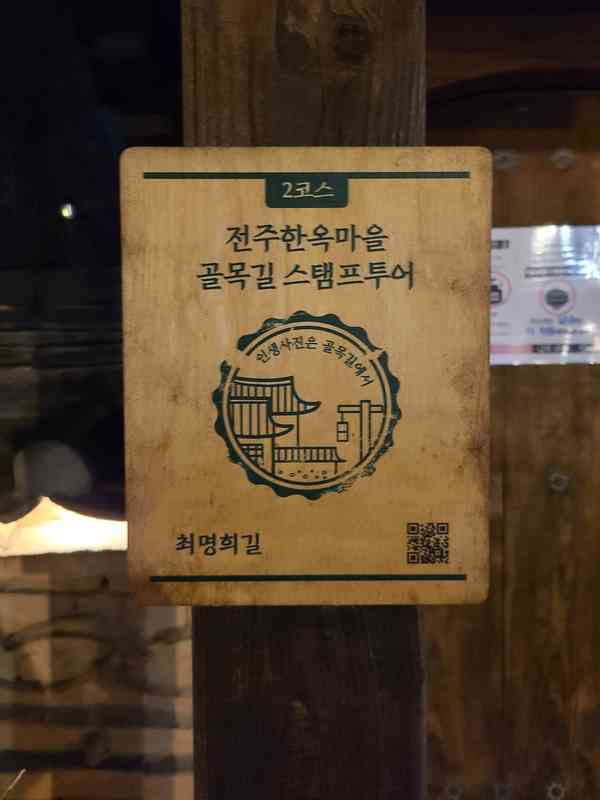 2코스
전주한옥마을
골목길 스탬프투어
인생사진은 골목길에서
최명희길